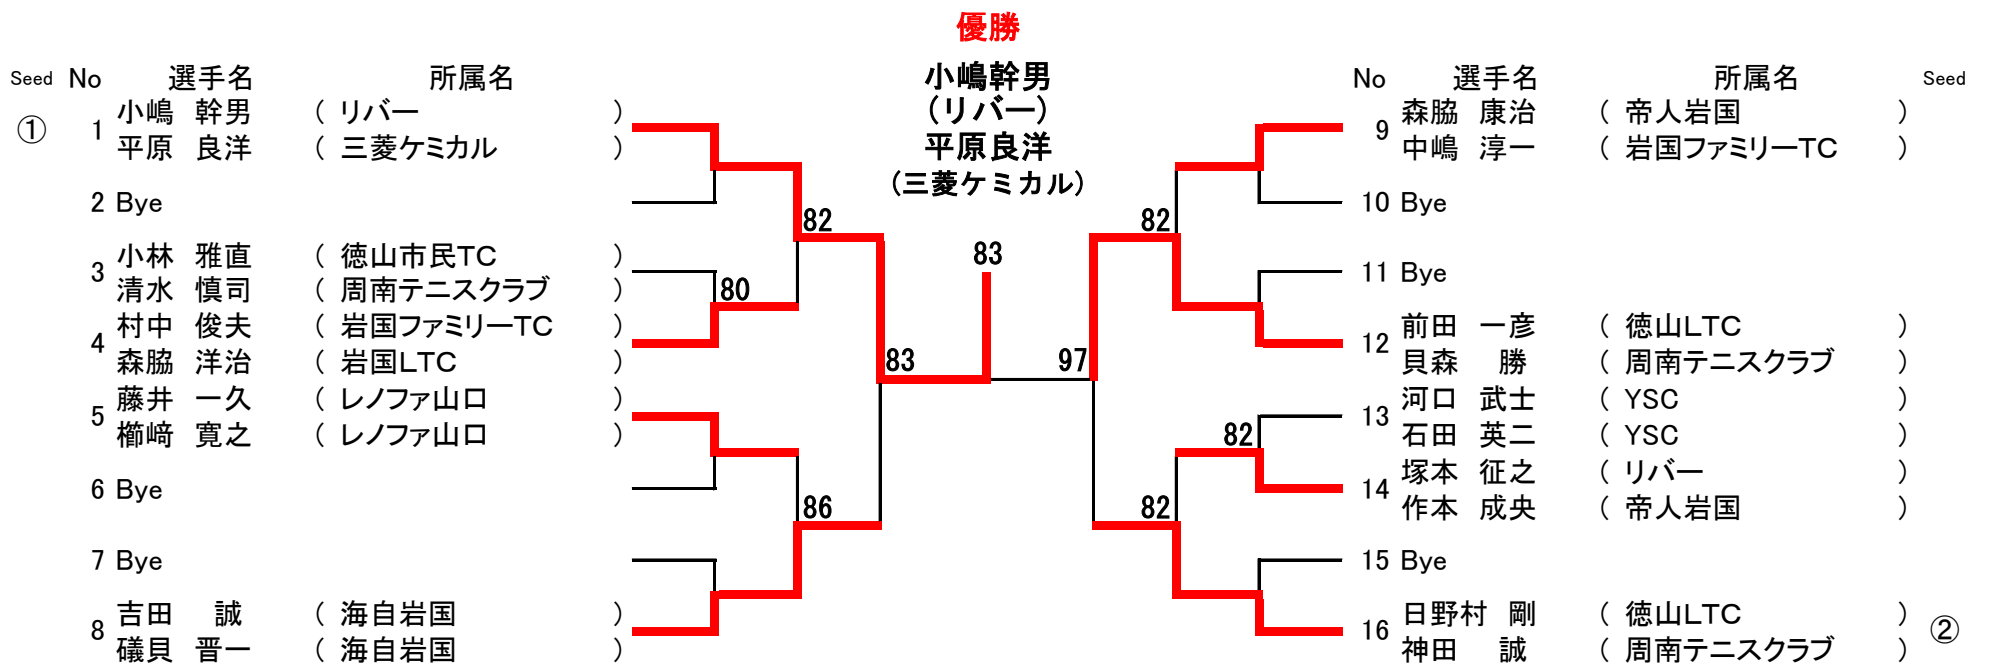 優勝
小嶋幹男
(リバー)
平原良洋
(三菱ケミカル)
Seed No 選手名 所属名
① 1 小嶋 幹男 ( リバー )
平原 良洋 ( 三菱ケミカル )
2 Bye
3 小林 雅直 ( 徳山市民TC )
清水 慎司 ( 周南テニスクラブ )
4 村中 俊夫 ( 岩国ファミリーTC )
森脇 洋治 ( 岩国LTC )
5 藤井 一久 ( レノファ山口 )
櫛﨑 寛之 ( レノファ山口 )
6 Bye
7 Bye
8 吉田 誠 ( 海自岩国 )
礒貝 晋一 ( 海自岩国 )
82
80
83
86
83
97
82
82
82
No 選手名 所属名 Seed
9 森脇 康治 ( 帝人岩国 )
中嶋 淳一 ( 岩国ファミリーTC )
10 Bye
11 Bye
12 前田 一彦 ( 徳山LTC )
貝森 勝 ( 周南テニスクラブ )
13 河口 武士 ( YSC )
石田 英二 ( YSC )
14 塚本 征之 ( リバー )
作本 成央 ( 帝人岩国 )
15 Bye
16 日野村 剛 ( 徳山LTC ) ②
神田 誠 ( 周南テニスクラブ )